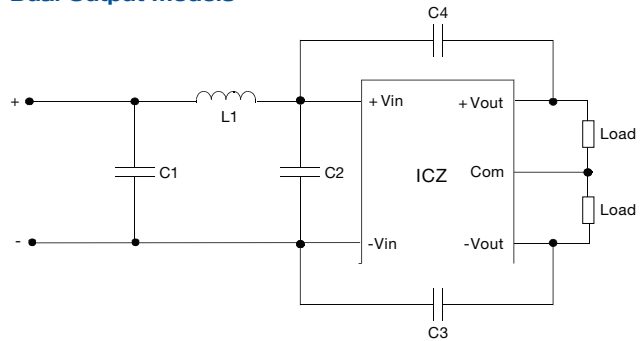 Dual Output Models
C4
+
+Vin
+Vout
L1
Load
C1
C2
ICZ
Com
Load
-
-Vin
-Vout
C3